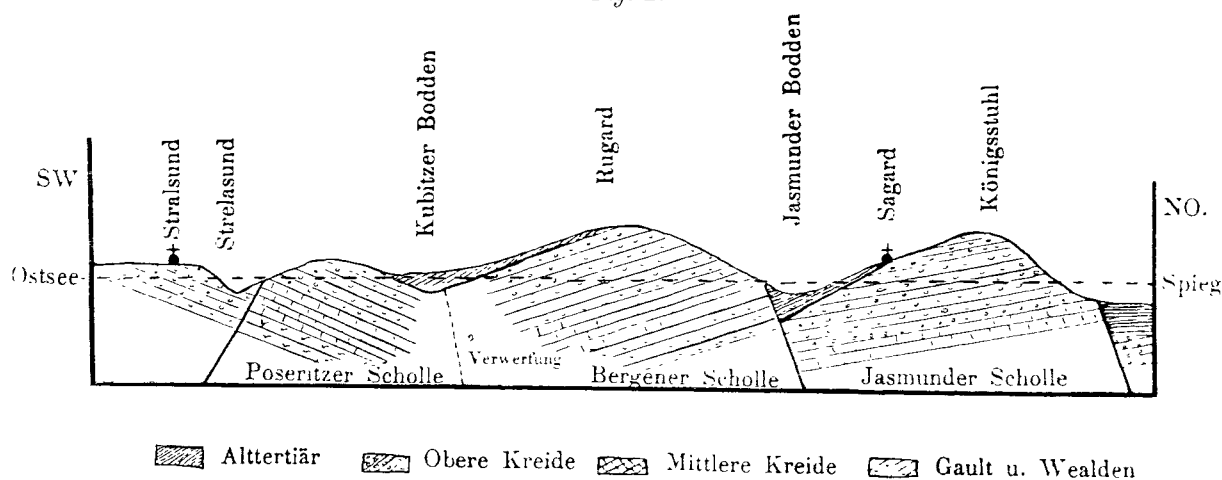 SW
Stralsund
Strelasund
Kubitzer Bodden
Rugard
Jasmunder Bodden
Sagard
Königsstuhl
NO.
Ostsee-
Spieg
Verwerfung
Poseritzer Scholle
Bergener Scholle
Jasmunder Scholle
Alttertiär Obere Kreide Mittlere Kreide Gault u. Wealden